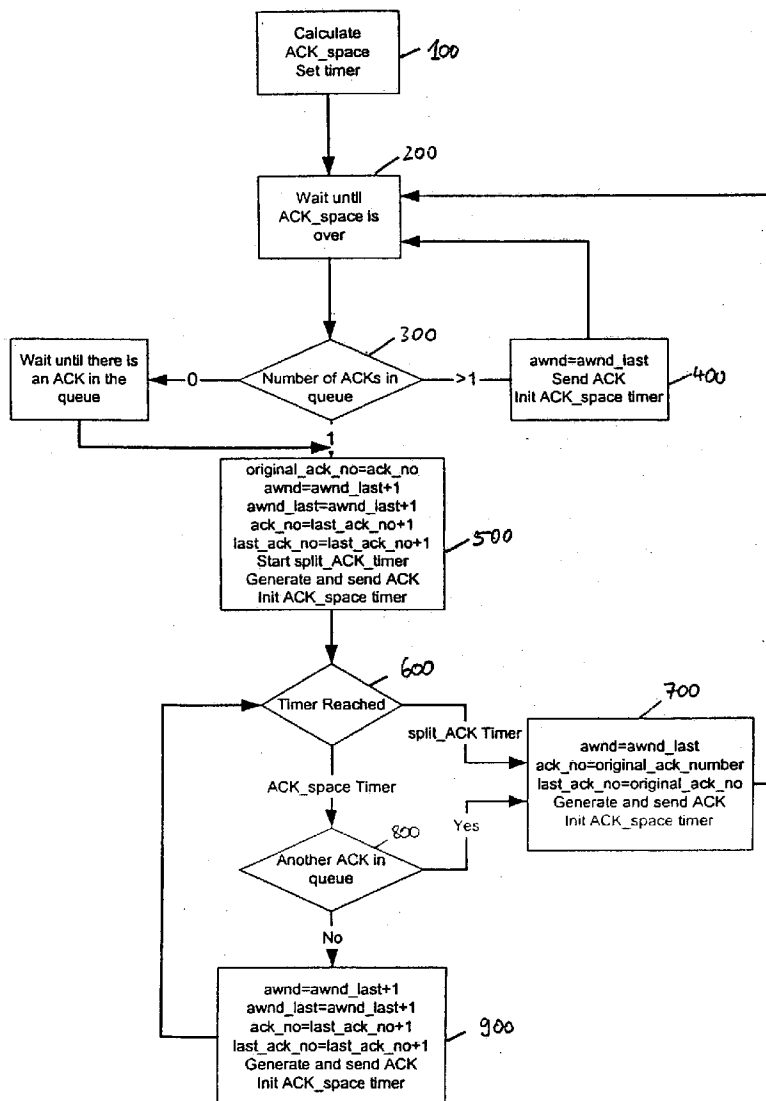 Calculate
ACK_space
Set timer
100
200
Wait until
ACK_space is
over
300
Wait until there is
an ACK in the
queue
0
Number of ACKs in
queue
>1
awnd=awnd_last
Send ACK
Init ACK_space timer
400
1
original_ack_no=ack_no
awnd=awnd_last+1
awnd_last=awnd_last+1
ack_no=last_ack_no+1
last_ack_no=last_ack_no+1
Start split_ACK_timer
Generate and send ACK
Init ACK_space timer
500
600
Timer Reached
split_ACK Timer
700
awnd=awnd_last
ack_no=original_ack_number
last_ack_no=original_ack_no
Generate and send ACK
Init ACK_space timer
ACK_space Timer
800
Another ACK in
queue
Yes
No
awnd=awnd_last+1
awnd_last=awnd_last+1
ack_no=last_ack_no+1
last_ack_no=last_ack_no+1
Generate and send ACK
Init ACK_space timer
900